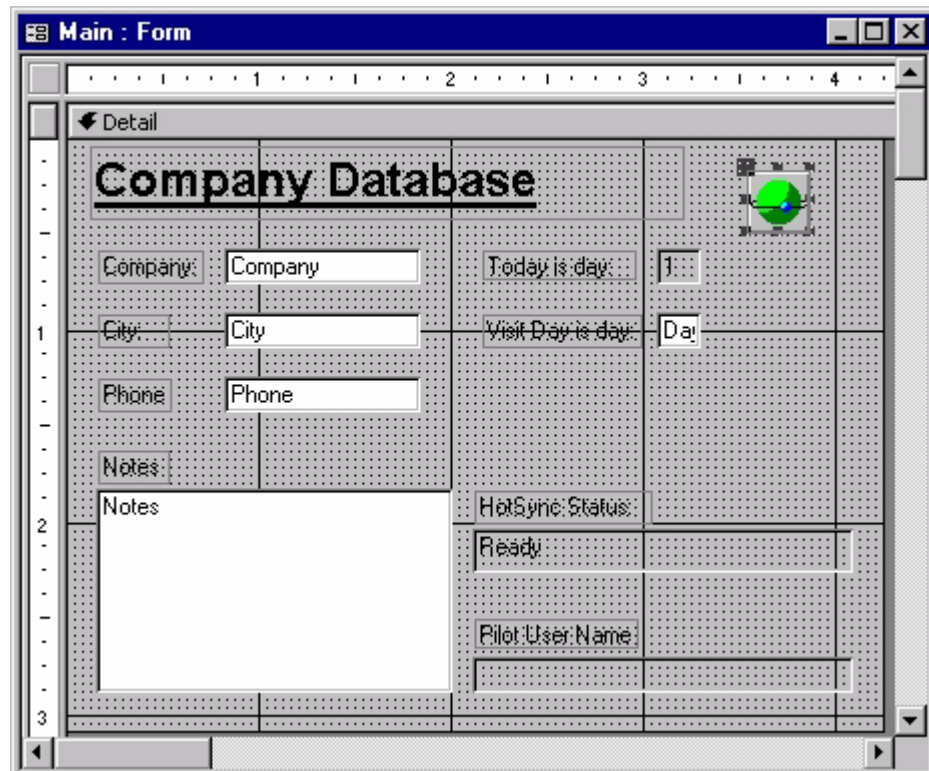 Main : Form
1 2 3 4
Detail
Company Database
Company: Company Today is day: 1
1
City: City Visit Day is day: Day
Phone Phone
Notes
Notes HotSync Status:
2
Ready
Pilot User Name
3